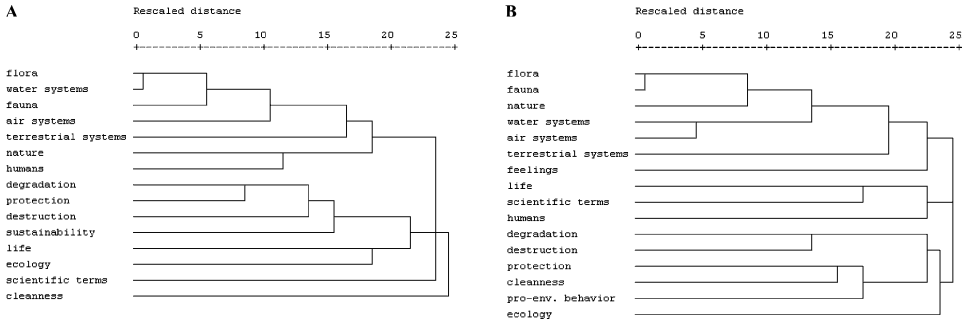 A
Rescaled distance
0 5 10 15 20 25
flora
water systems
fauna
air systems
terrestrial systems
nature
humans
degradation
protection
destruction
sustainability
life
ecology
scientific terms
cleanness
B
Rescaled distance
0 5 10 15 20 25
flora
fauna
nature
water systems
air systems
terrestrial systems
feelings
life
scientific terms
humans
degradation
destruction
protection
cleanness
pro-env. behavior
ecology